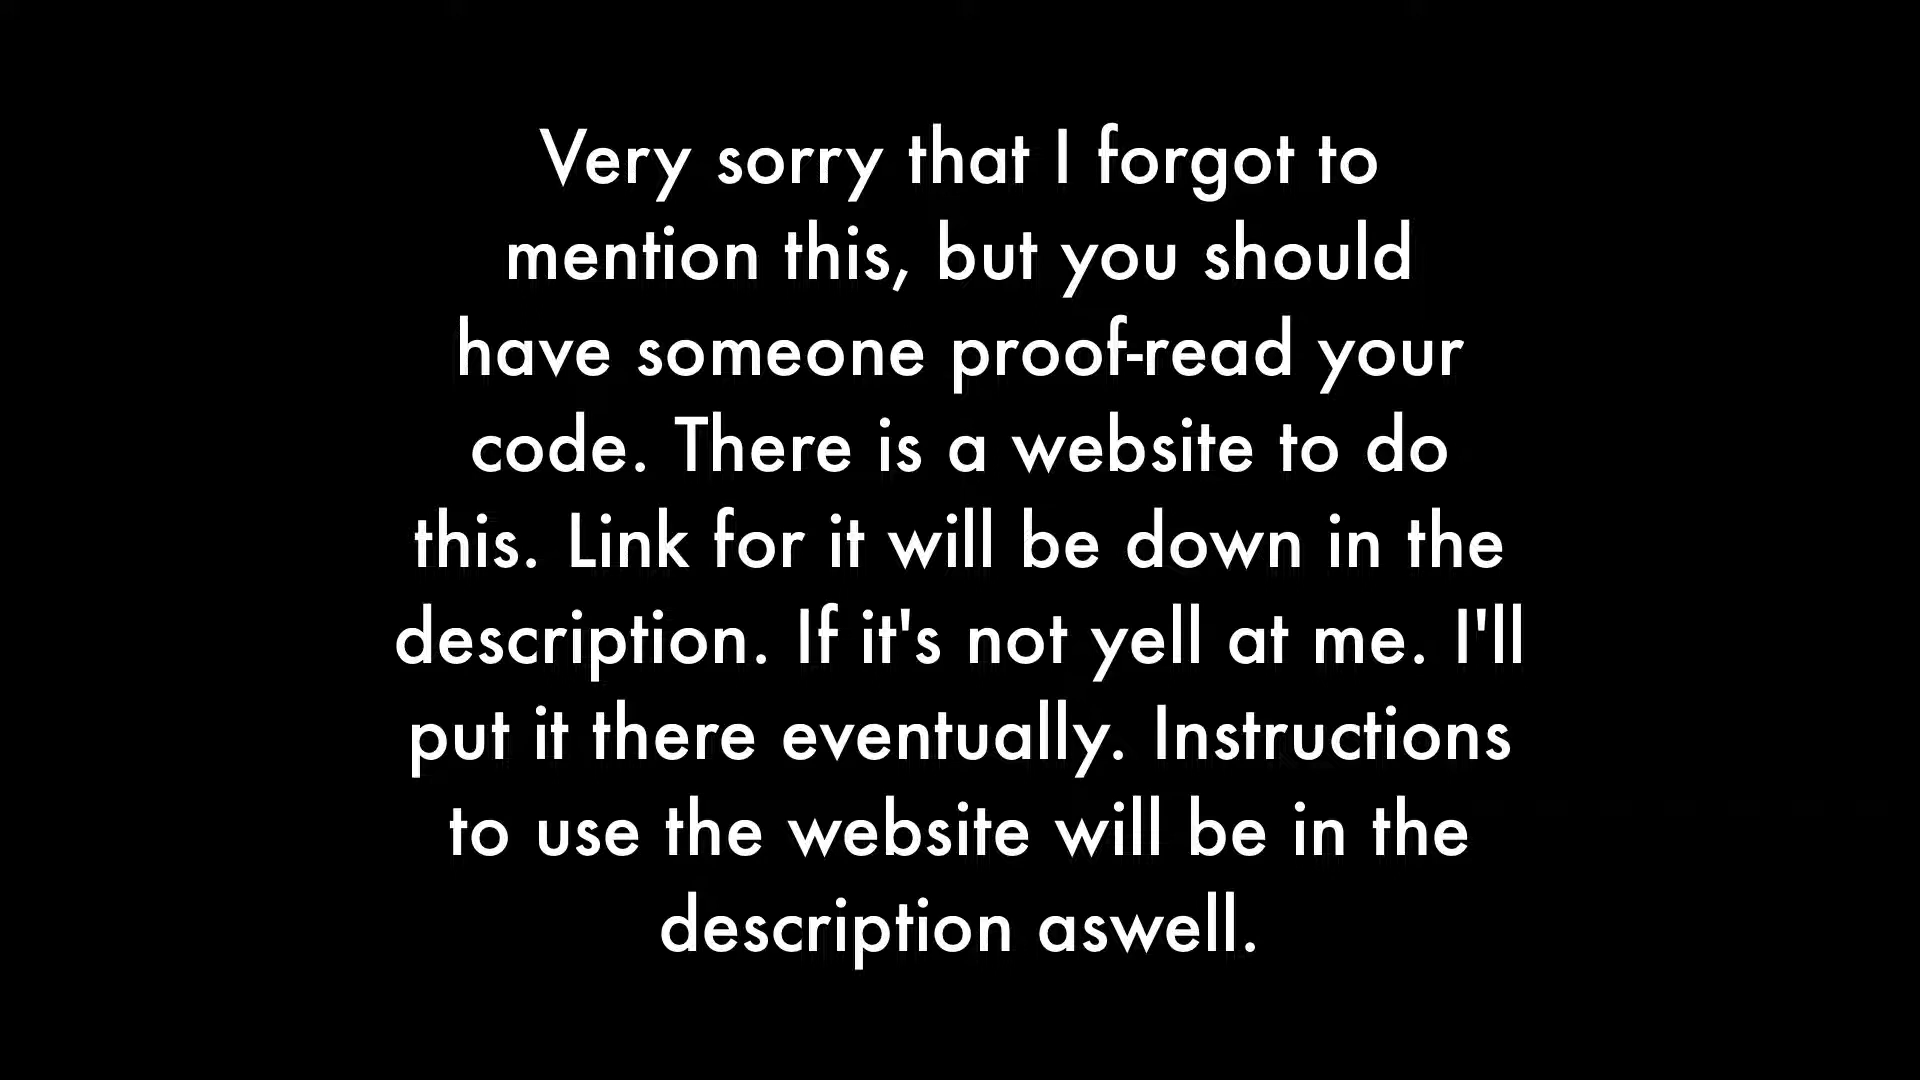 Very sorry that I forgot to
mention this, but you should
have someone proof-read your
code. There is a website to do
this. Link for it will be down in the
description. If it's not yell at me. I'll
put it there eventually. Instructions
to use the website will be in the
description aswell.